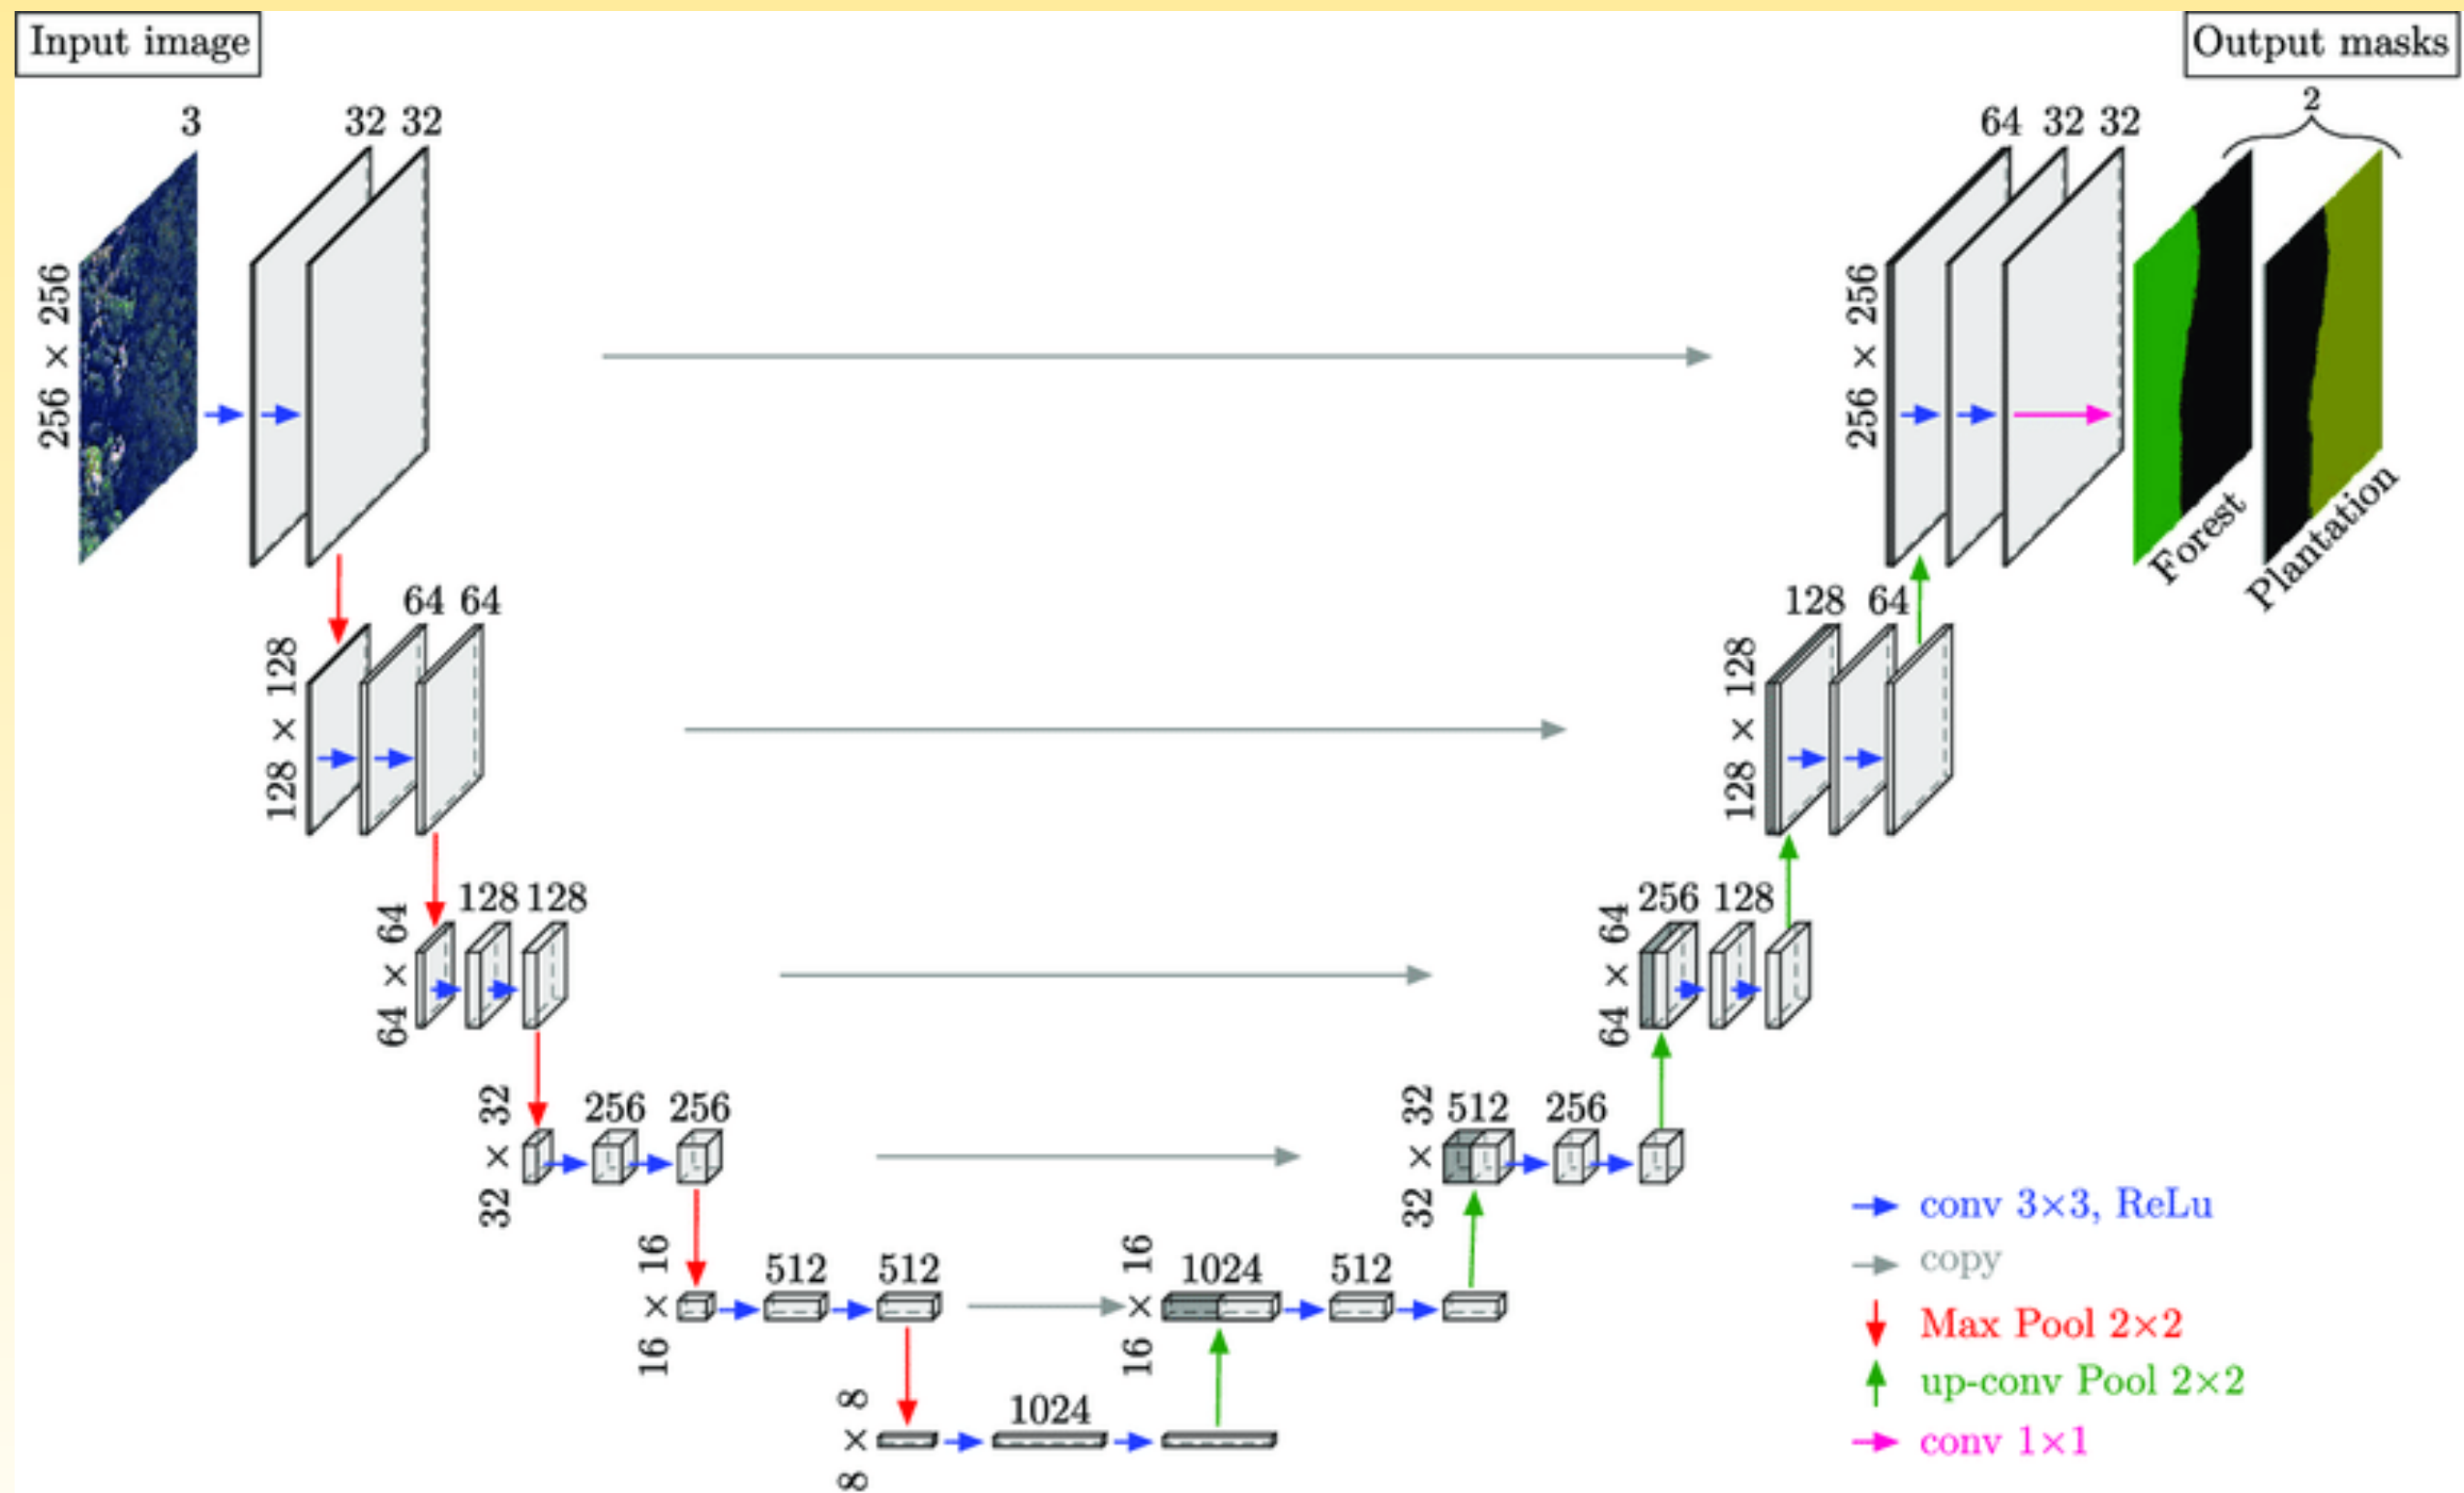 Input image
Output masks
3
32 32
64 32 32
2
256 × 256
256 × 256
Forest
Plantation
64 64
128 64
128 × 128
128 × 128
128 128
256 128
64 × 64
64 × 64
256 256
512 256
32 × 32
32 × 32
512 512
1024 512
16 × 16
16 × 16
1024
8 × 8
conv 3×3, ReLu
copy
Max Pool 2×2
up-conv Pool 2×2
conv 1×1